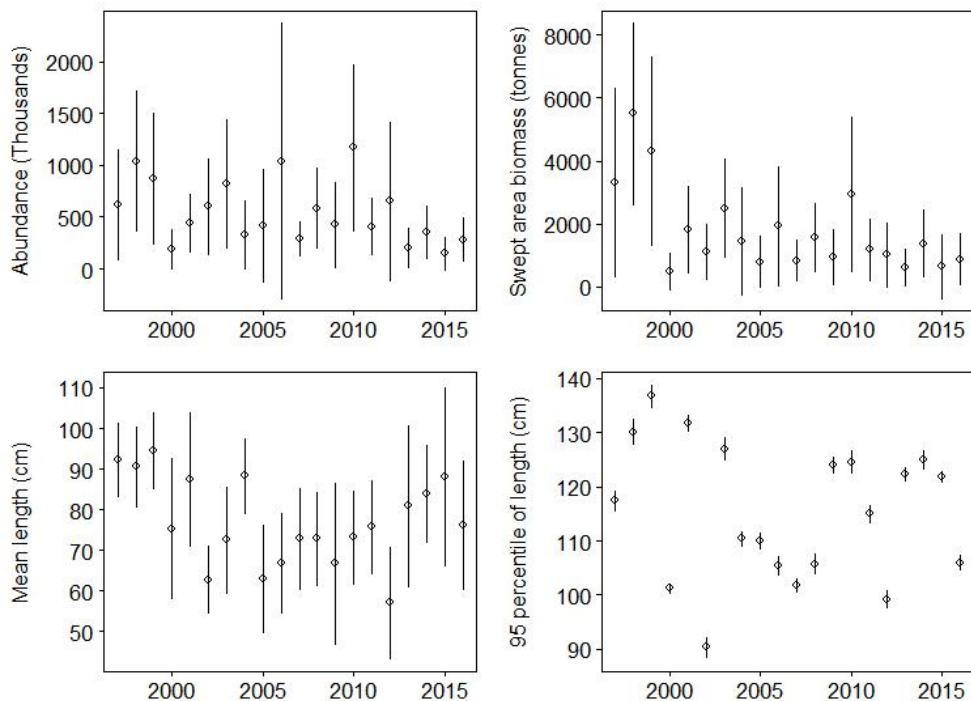 Abundance (Thousands)
2000
1500
1000
500
0
2000 2005 2010 2015
Swept area biomass (tonnes)
8000
6000
4000
2000
0
2000 2005 2010 2015
Mean length (cm)
110
100
90
80
70
60
50
2000 2005 2010 2015
95 percentile of length (cm)
140
130
120
110
100
90
2000 2005 2010 2015